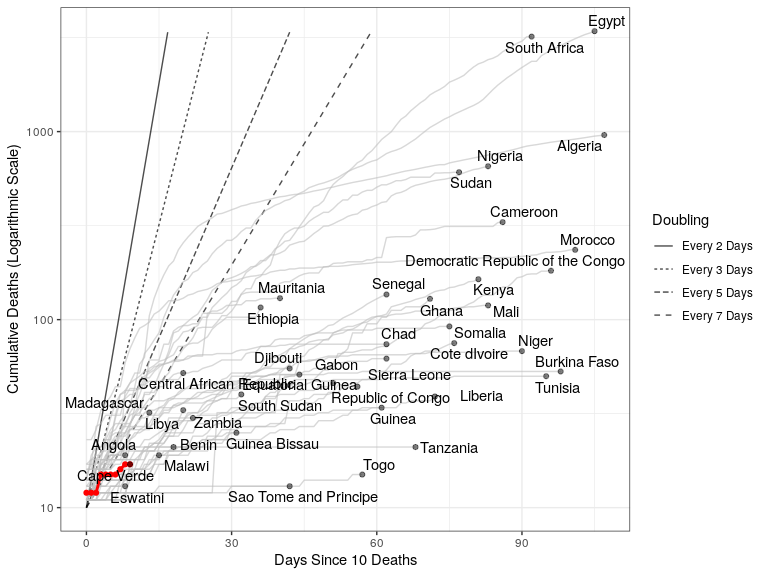 Egypt
South Africa
Algeria
Nigeria
Sudan
Cameroon
Morocco
Democratic Republic of the Congo
Mauritania
Senegal
Kenya
Ethiopia
Ghana
Mali
Chad
Somalia
Niger
Djibouti
Gabon
Cote dIvoire
Burkina Faso
Central African Republic
Equatorial Guinea
Sierra Leone
Tunisia
Madagascar
South Sudan
Republic of Congo
Liberia
Libya
Zambia
Guinea
Angola
Benin
Guinea Bissau
Tanzania
Cape Verde
Malawi
Togo
Eswatini
Sao Tome and Principe
1000
100
10
0
30
60
90
Days Since 10 Deaths
Cumulative Deaths (Logarithmic Scale)
Doubling
Every 2 Days
Every 3 Days
Every 5 Days
Every 7 Days